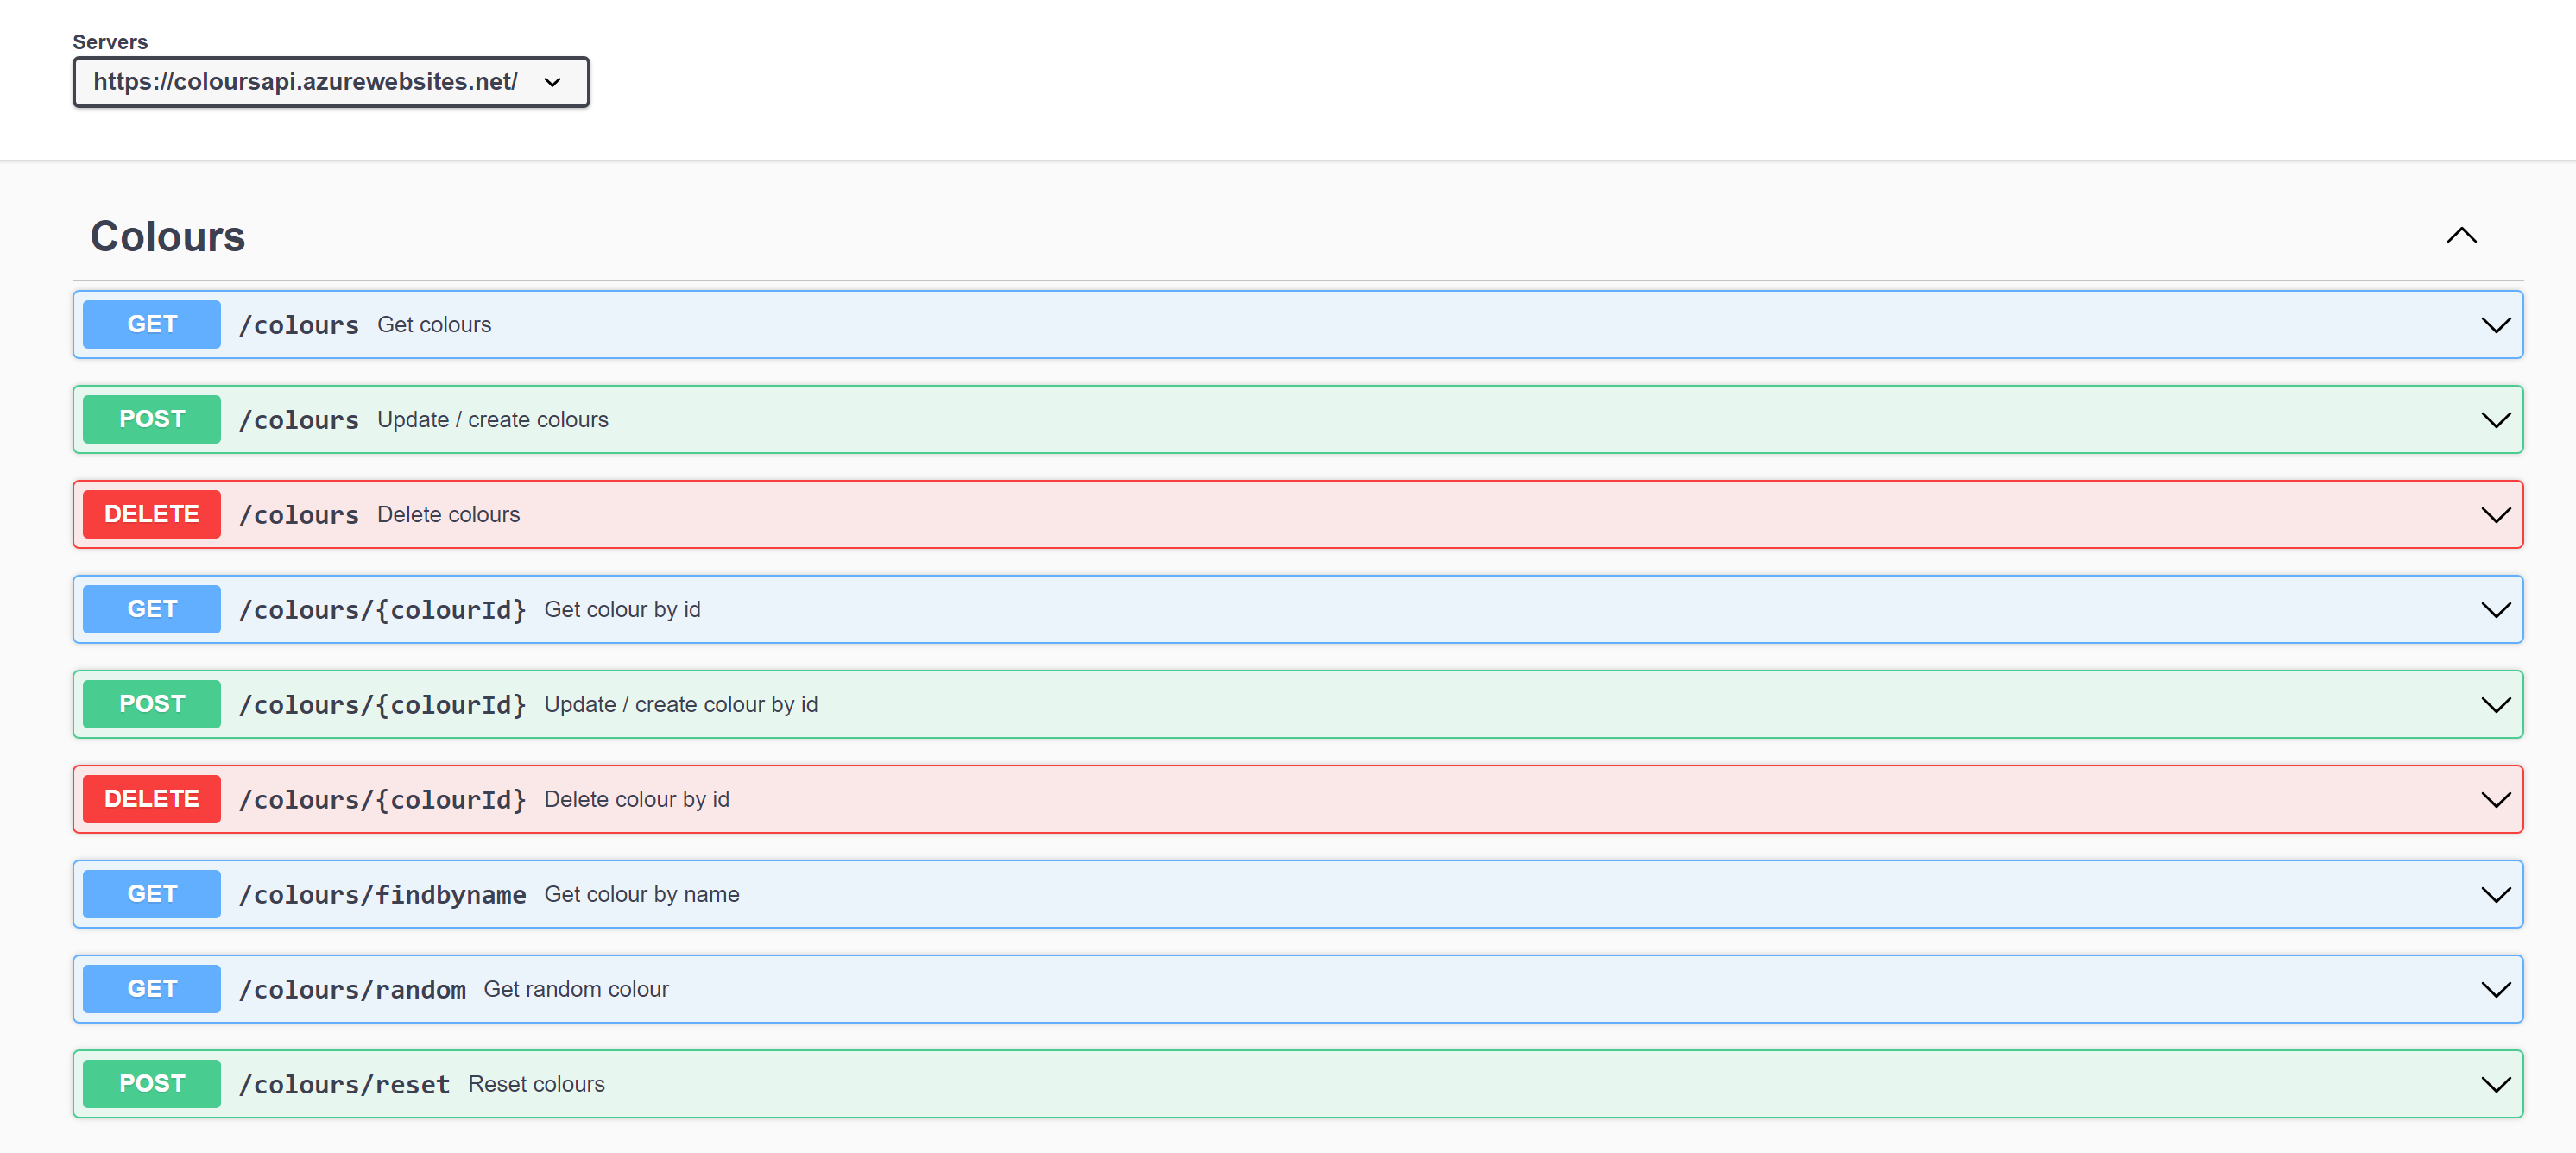 Servers
https://coloursapi.azurewebsites.net/
Colours
GET /colours Get colours
POST /colours Update / create colours
DELETE /colours Delete colours
GET /colours/{colourId} Get colour by id
POST /colours/{colourId} Update / create colour by id
DELETE /colours/{colourId} Delete colour by id
GET /colours/findbyname Get colour by name
GET /colours/random Get random colour
POST /colours/reset Reset colours